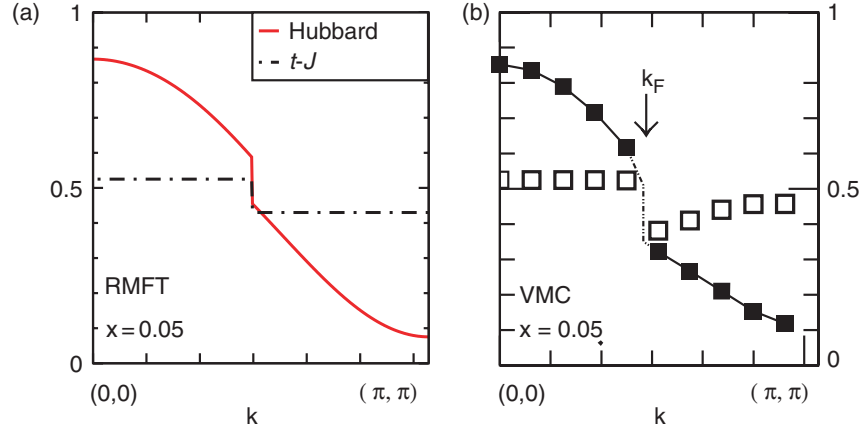 (a)
1
0.5
0
Hubbard
t-J
RMFT
x = 0.05
(0,0)
(π, π)
k
(b)
1
0.5
0
k_F
VMC
x = 0.05
(0,0)
(π, π)
k